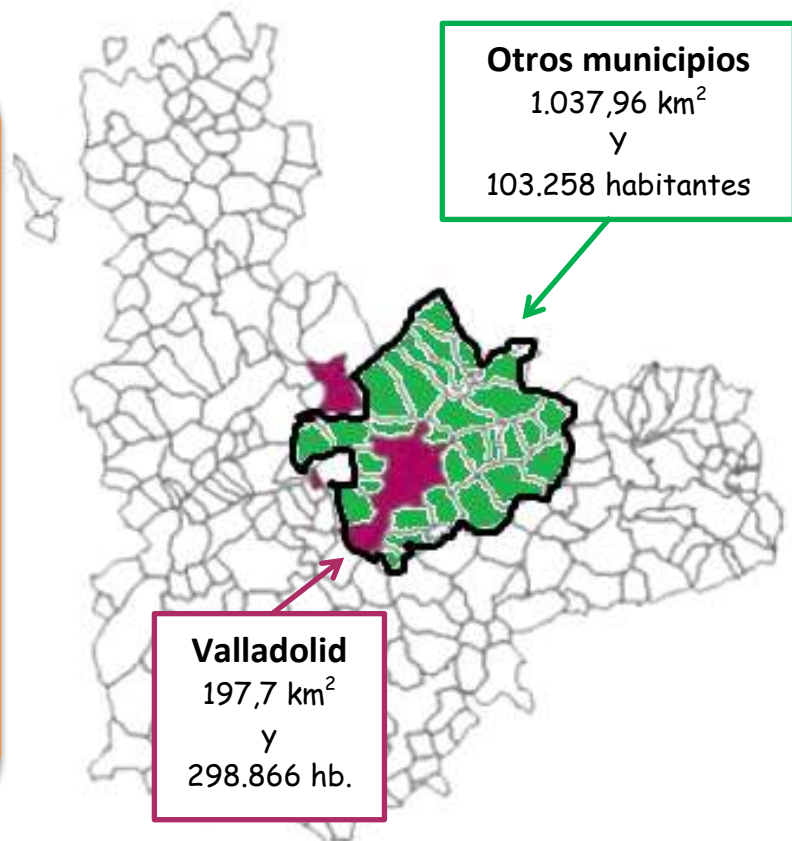 Otros municipios
1.037,96 km²
y
103.258 habitantes
Valladolid
197,7 km²
y
298.866 hb.